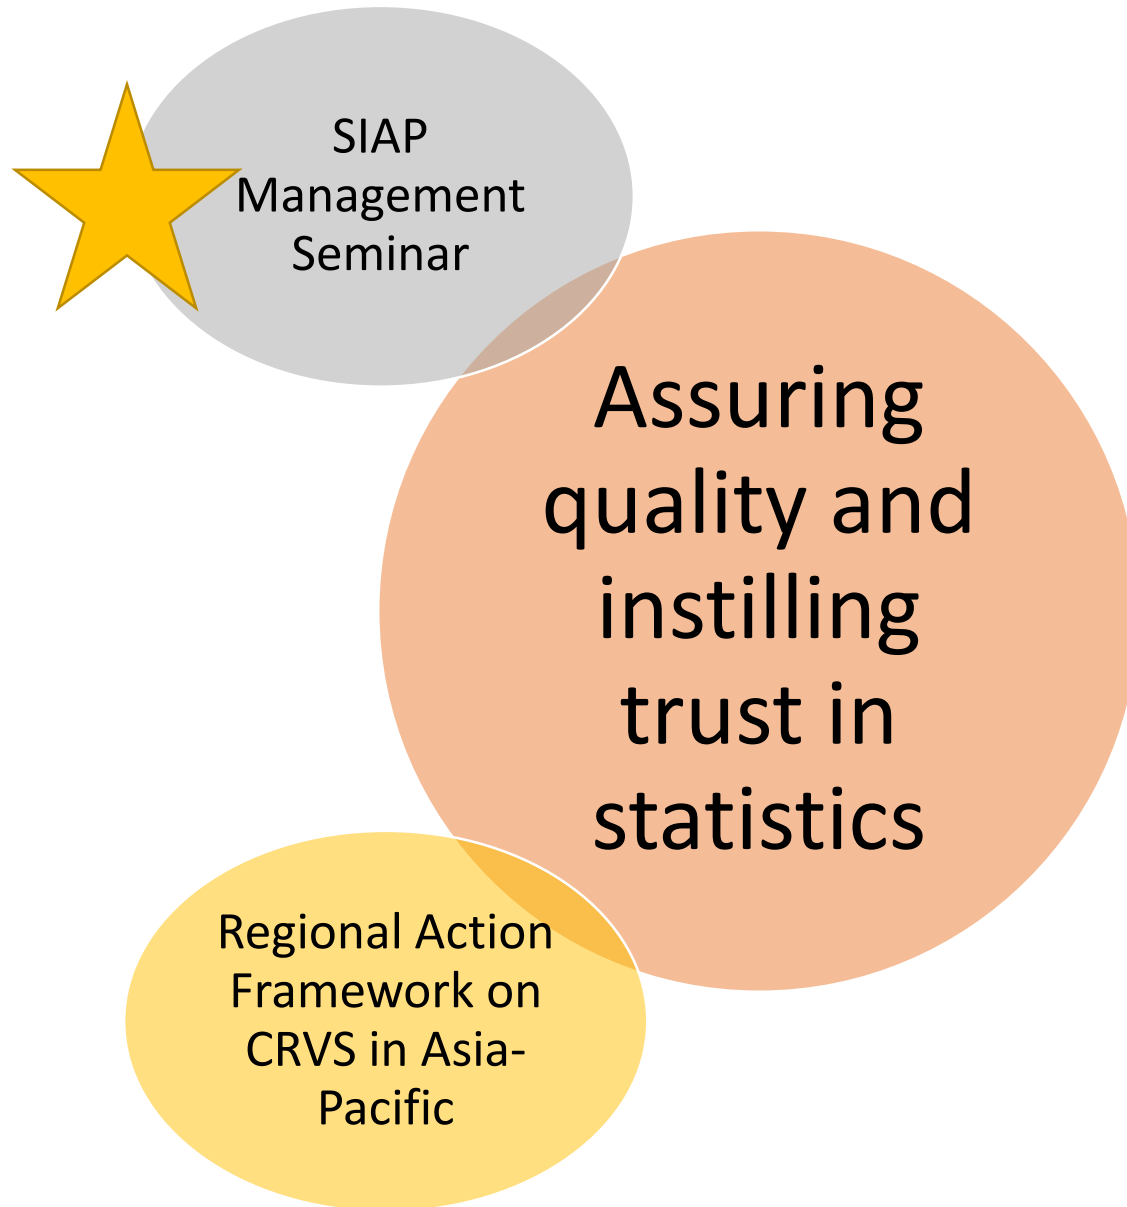 SIAP
Management
Seminar
Assuring
quality and
instilling
trust in
statistics
Regional Action
Framework on
CRVS in Asia-
Pacific